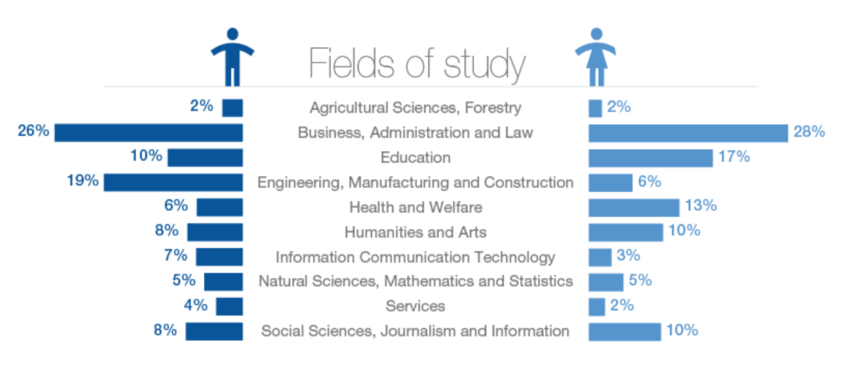 Fields of study
2% Agricultural Sciences, Forestry 2%
26% Business, Administration and Law 28%
10% Education 17%
19% Engineering, Manufacturing and Construction 6%
6% Health and Welfare 13%
8% Humanities and Arts 10%
7% Information Communication Technology 3%
5% Natural Sciences, Mathematics and Statistics 5%
4% Services 2%
8% Social Sciences, Journalism and Information 10%